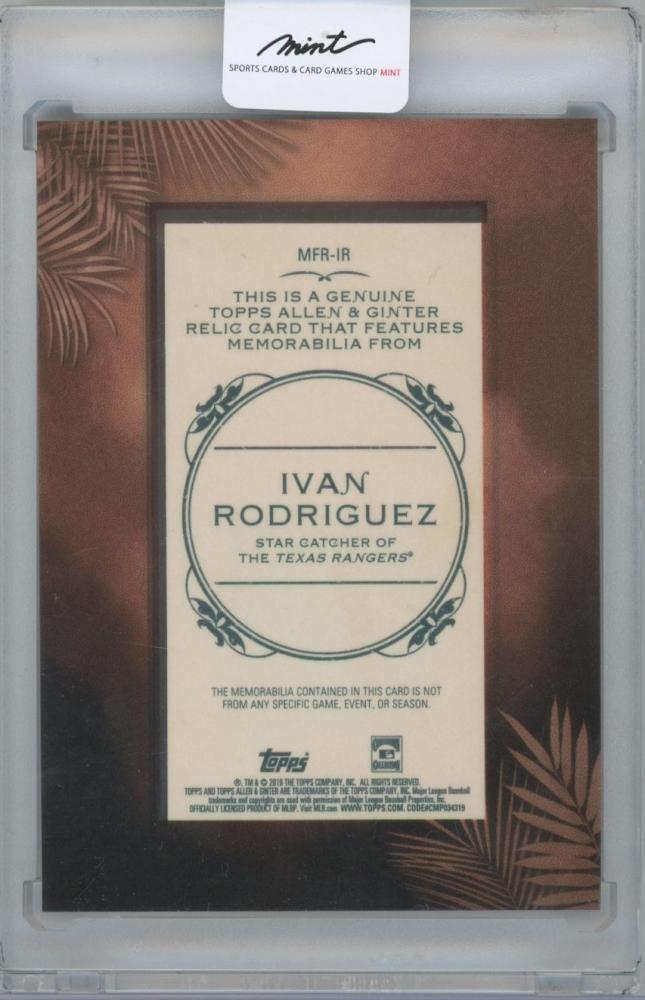 mint
SPORTS CARDS & CARD GAMES SHOP MINT
MFR-IR
THIS IS A GENUINE
TOPPS ALLEN & GINTER
RELIC CARD THAT FEATURES
MEMORABILIA FROM
IVAN
RODRIGUEZ
STAR CATCHER OF
THE TEXAS RANGERS®
THE MEMORABILIA CONTAINED IN THIS CARD IS NOT
FROM ANY SPECIFIC GAME, EVENT, OR SEASON.
Topps
®, TM & © 2018 THE TOPPS COMPANY, INC. ALL RIGHTS RESERVED.
TOPPS AND TOPPS ALLEN & GINTER ARE TRADEMARKS OF THE TOPPS COMPANY, INC. Major League Baseball
trademarks and copyrights are used with permission of Major League Baseball Properties, Inc.
OFFICIALLY LICENSED PRODUCT OF MLBP. Visit MLB.com WWW.TOPPS.COM. CODE#CMP034319